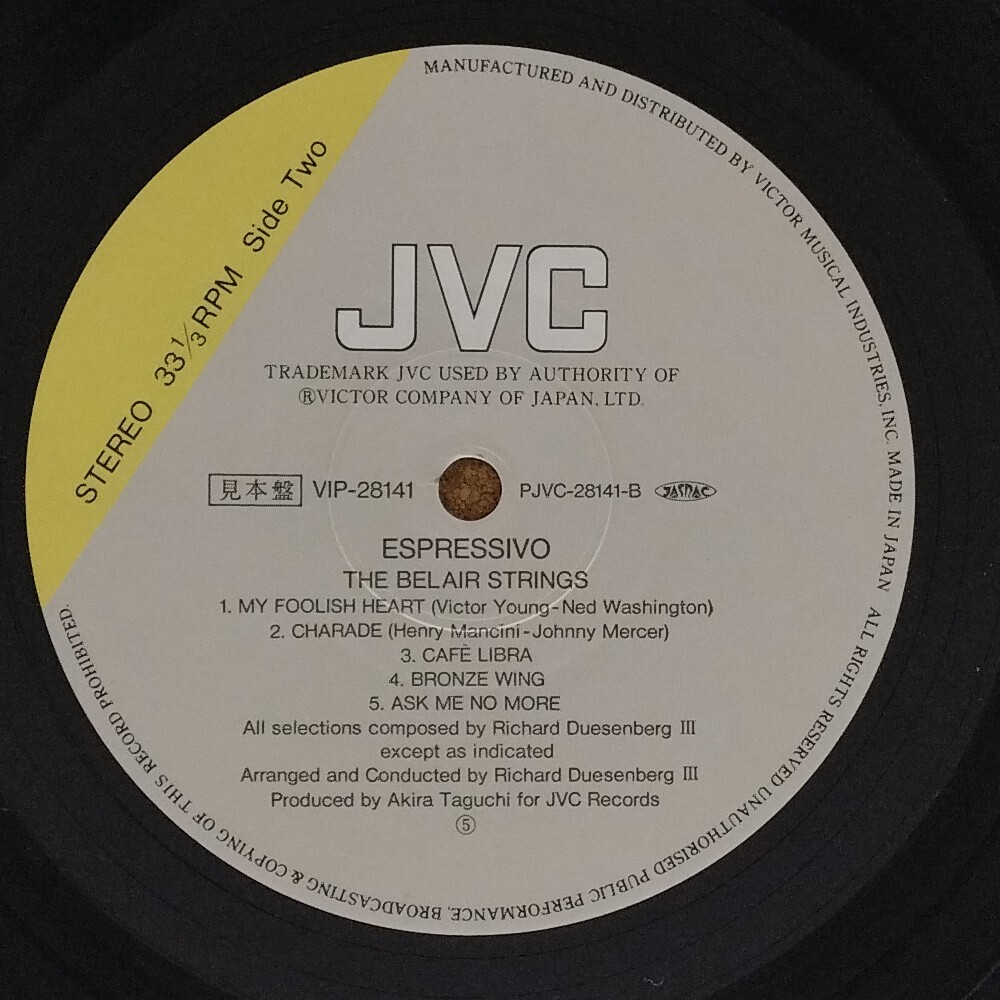 STEREO 33 1/3 RPM Side Two
MANUFACTURED AND DISTRIBUTED BY VICTOR MUSICAL INDUSTRIES, INC. MADE IN JAPAN ALL RIGHTS RESERVED UNAUTHORISED PUBLIC PERFORMANCE, BROADCASTING & COPYING OF THIS RECORD PROHIBITED.
JVC
TRADEMARK JVC USED BY AUTHORITY OF
®VICTOR COMPANY OF JAPAN, LTD.
見本盤 VIP-28141 PJVC-28141-B JASRAC
ESPRESSIVO
THE BELAIR STRINGS
1. MY FOOLISH HEART (Victor Young-Ned Washington)
2. CHARADE (Henry Mancini-Johnny Mercer)
3. CAFÈ LIBRA
4. BRONZE WING
5. ASK ME NO MORE
All selections composed by Richard Duesenberg III
except as indicated
Arranged and Conducted by Richard Duesenberg III
Produced by Akira Taguchi for JVC Records
⑤